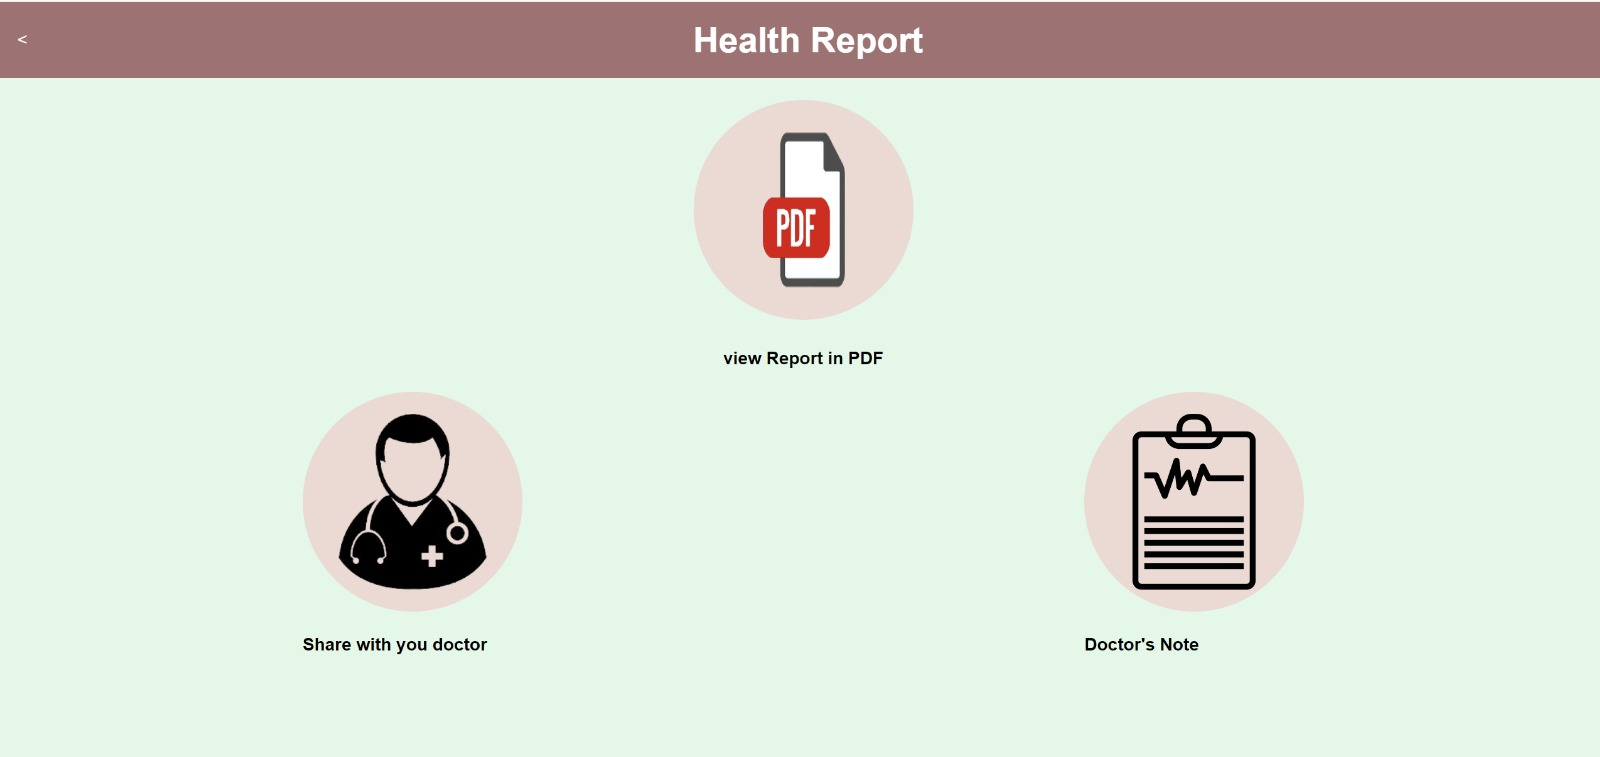 <
Health Report
PDF
view Report in PDF
Share with you doctor
Doctor's Note